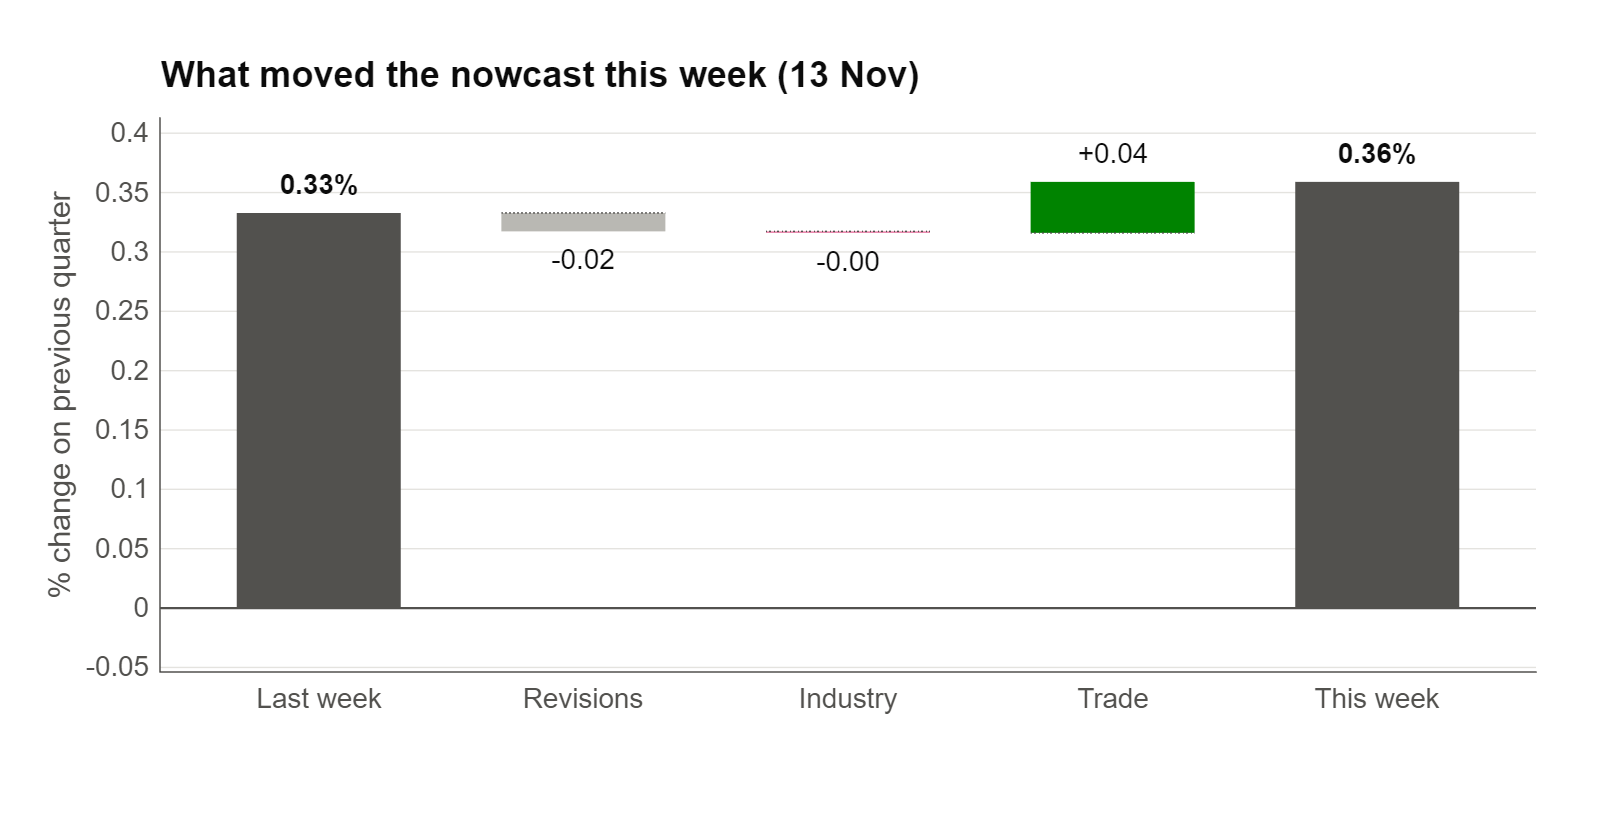 What moved the nowcast this week (13 Nov)
% change on previous quarter
0.4
0.35
0.3
0.25
0.2
0.15
0.1
0.05
0
-0.05
0.33%
-0.02
-0.00
+0.04
0.36%
Last week
Revisions
Industry
Trade
This week